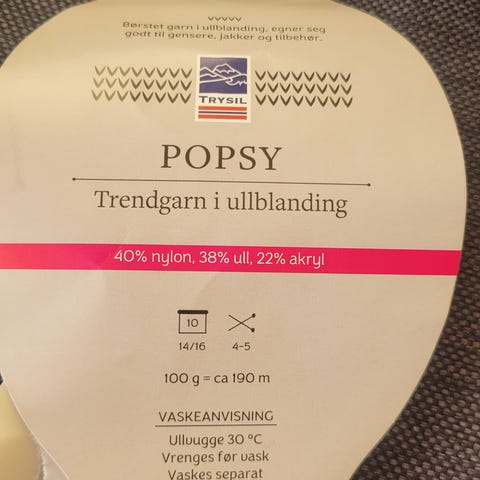 Børstet garn i ullblanding, egner seg
godt til gensere, jakker og tilbehør.
TRYSIL
POPSY
Trendgarn i ullblanding
40% nylon, 38% ull, 22% akryl
10
14/16 4-5
100 g = ca 190 m
VASKEANVISNING
Ullvugge 30 °C
Vrenges før vask
Vaskes separat